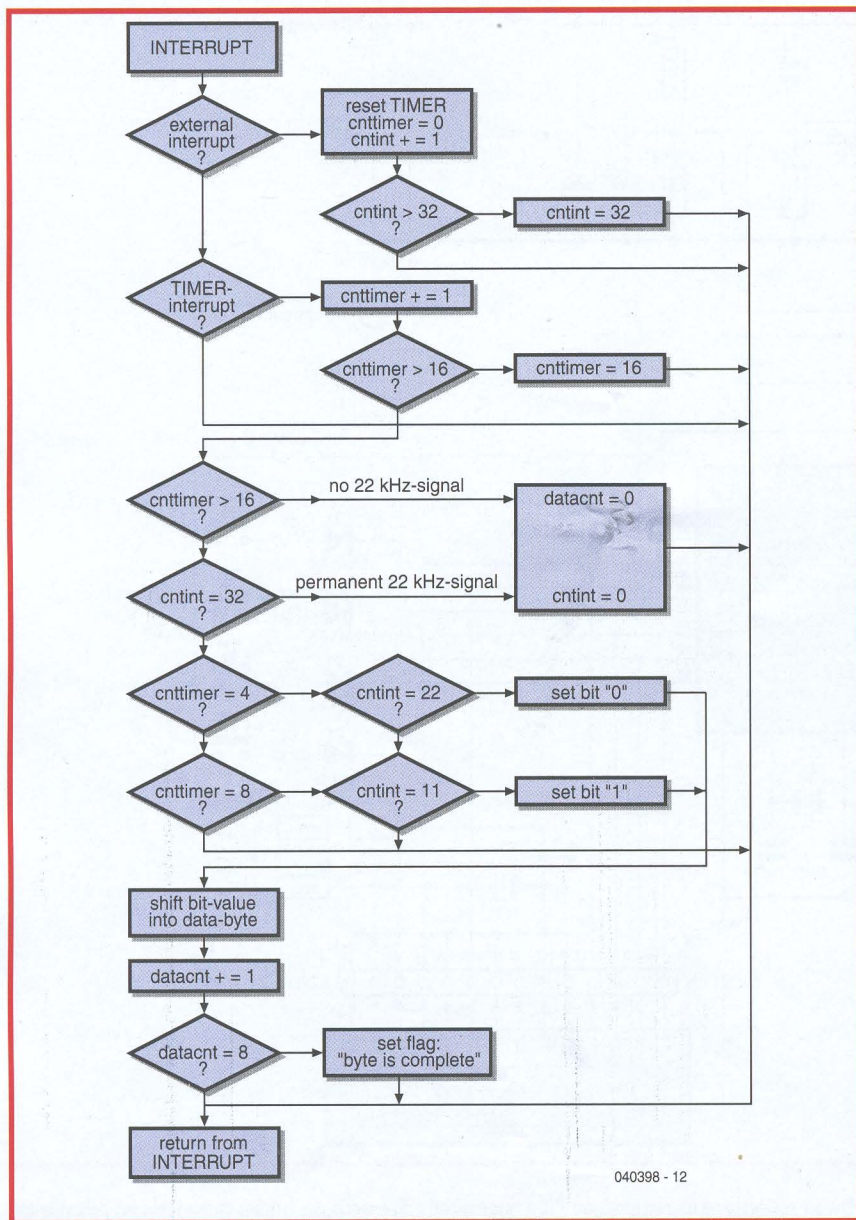 INTERRUPT
external
interrupt
?
reset TIMER
cnttimer = 0
cntint + = 1
cntint > 32
?
cntint = 32
TIMER-
interrupt
?
cnttimer + = 1
cnttimer > 16
?
cnttimer = 16
cnttimer > 16
?
no 22 kHz-signal
datacnt = 0
cntint = 32
?
permanent 22 kHz-signal
cntint = 0
cnttimer = 4
?
cntint = 22
?
set bit "0"
cnttimer = 8
?
cntint = 11
?
set bit "1"
shift bit-value
into data-byte
datacnt + = 1
datacnt = 8
?
set flag:
"byte is complete"
return from
INTERRUPT
040398 - 12